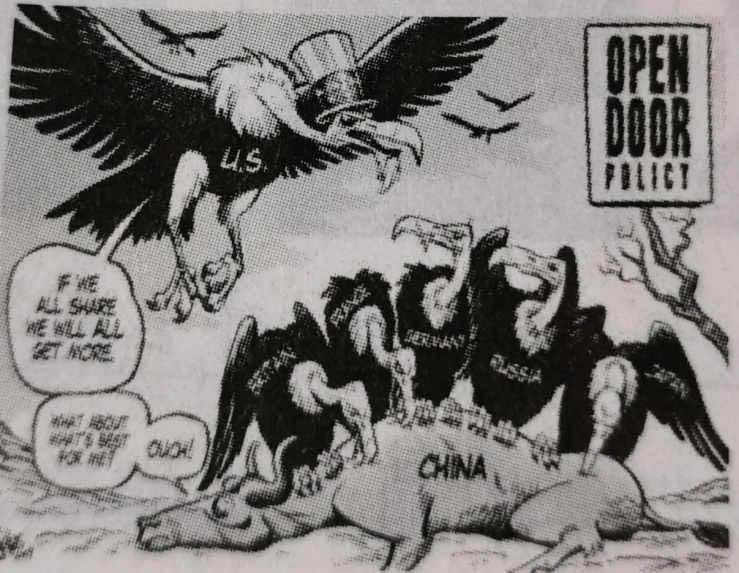 OPEN
DOOR
POLICY
U.S.
IF WE
ALL SHARE
WE WILL ALL
GET MORE.
GERMANY
RUSSIA
WHAT ABOUT
WHAT'S BEST
FOR ME?
OUCH!
CHINA